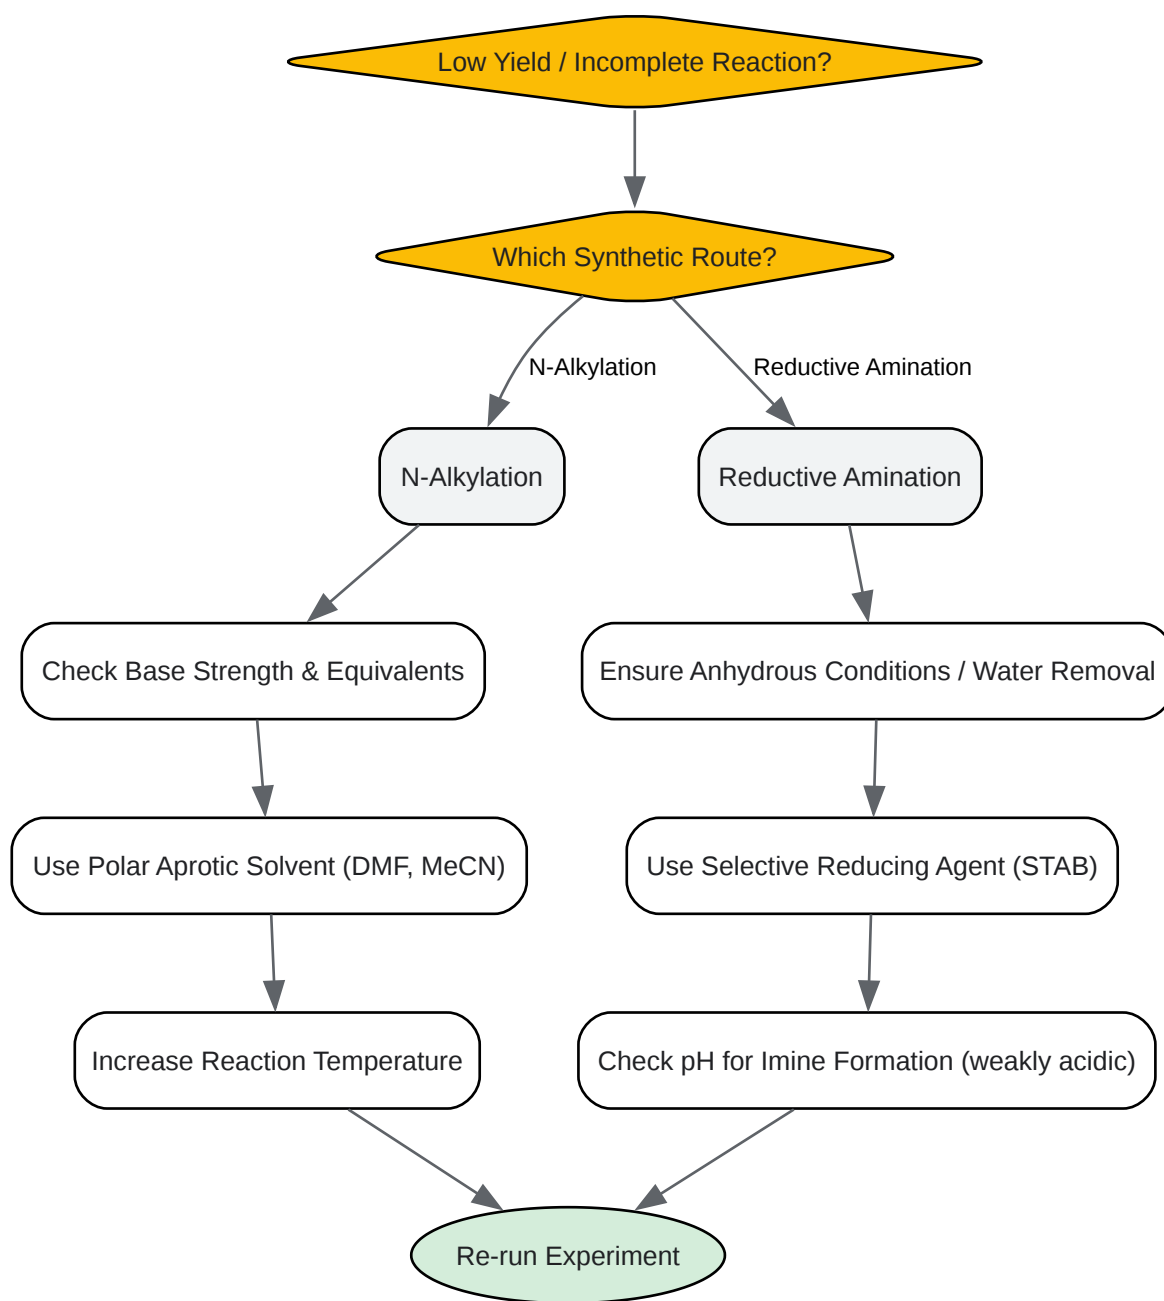 Low Yield / Incomplete Reaction?
Which Synthetic Route?
N-Alkylation
Reductive Amination
N-Alkylation
Reductive Amination
Check Base Strength & Equivalents
Ensure Anhydrous Conditions / Water Removal
Use Polar Aprotic Solvent (DMF, MeCN)
Use Selective Reducing Agent (STAB)
Increase Reaction Temperature
Check pH for Imine Formation (weakly acidic)
Re-run Experiment